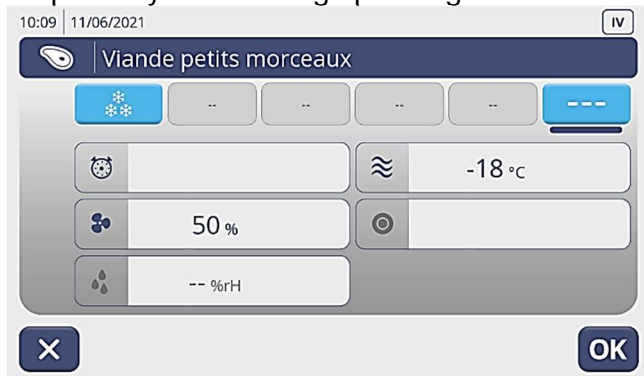 10:09 11/06/2021 IV
Viande petits morceaux
-- -- -- -- ---
-18 °C
50 %
-- %rH
OK